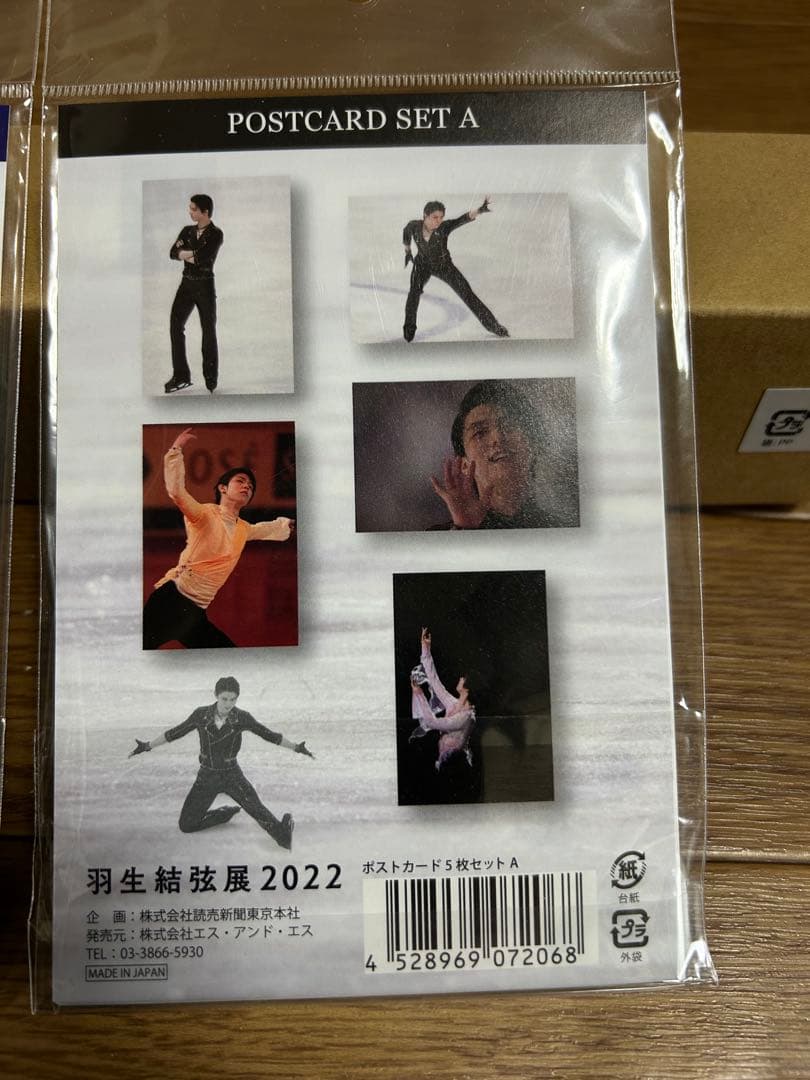 POSTCARD SET A
OSÉ
羽生結弦展2022
企　画：株式会社読売新聞東京本社
発売元：株式会社エス・アンド・エス
TEL：03-3866-5930
MADE IN JAPAN
ポストカード5枚セット A
4 528969 072068
紙
台紙
プラ
外袋
プラ